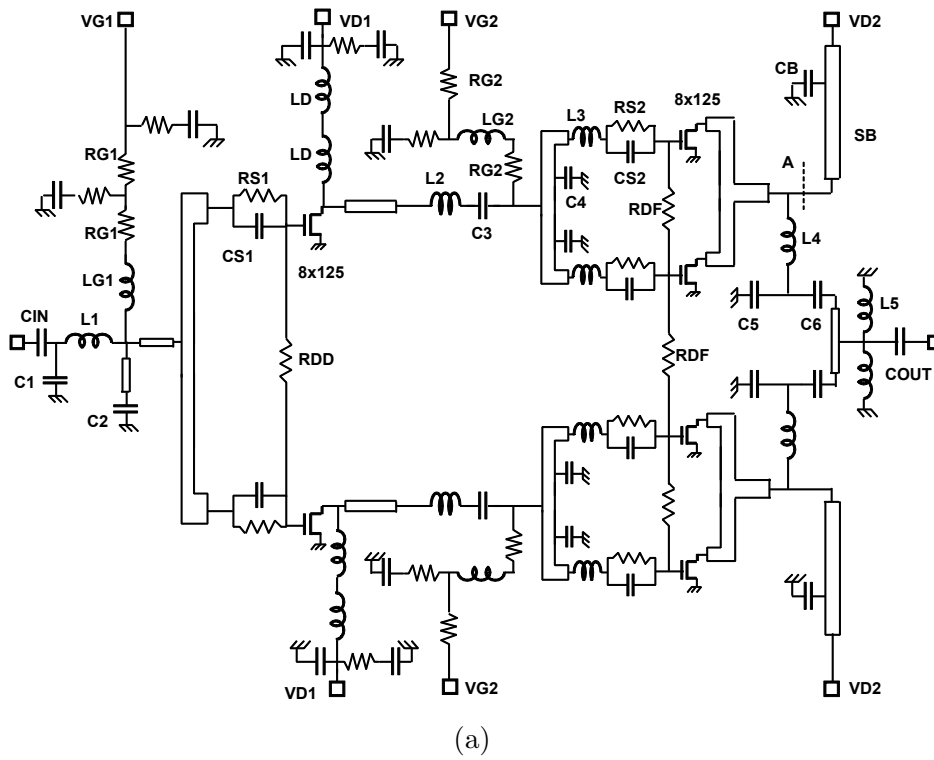 VG1
VD1
VG2
VD2
RG2
LD
CB
8x125
L3
RS2
LG2
SB
RG1
LD
CS2
A
RG2
RS1
L2
C4
RDF
C3
RG1
CS1
L4
8x125
LG1
C5
C6
L5
CIN
L1
RDD
RDF
COUT
C1
C2
VD1
VG2
VD2
(a)